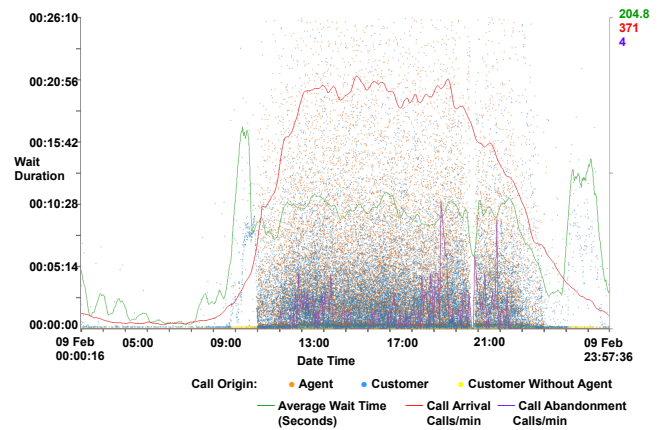 00:26:10
204.8
371
4
00:20:56
00:15:42
Wait
Duration
00:10:28
00:05:14
00:00:00
09 Feb 05:00 09:00 13:00 17:00 21:00 09 Feb
00:00:16 23:57:36
Date Time
Call Origin: Agent Customer Customer Without Agent
Average Wait Time Call Arrival Call Abandonment
(Seconds) Calls/min Calls/min